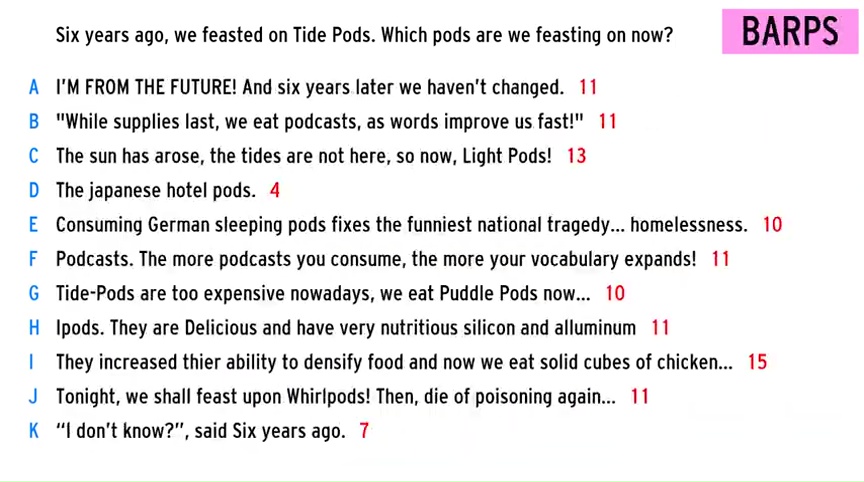 Six years ago, we feasted on Tide Pods. Which pods are we feasting on now?
BARPS
A I'M FROM THE FUTURE! And six years later we haven't changed. 11
B "While supplies last, we eat podcasts, as words improve us fast!" 11
C The sun has arose, the tides are not here, so now, Light Pods! 13
D The japanese hotel pods. 4
E Consuming German sleeping pods fixes the funniest national tragedy... homelessness. 10
F Podcasts. The more podcasts you consume, the more your vocabulary expands! 11
G Tide-Pods are too expensive nowadays, we eat Puddle Pods now... 10
H Ipods. They are Delicious and have very nutritious silicon and alluminum 11
I They increased thier ability to densify food and now we eat solid cubes of chicken... 15
J Tonight, we shall feast upon Whirlpods! Then, die of poisoning again... 11
K “I don't know?”, said Six years ago. 7